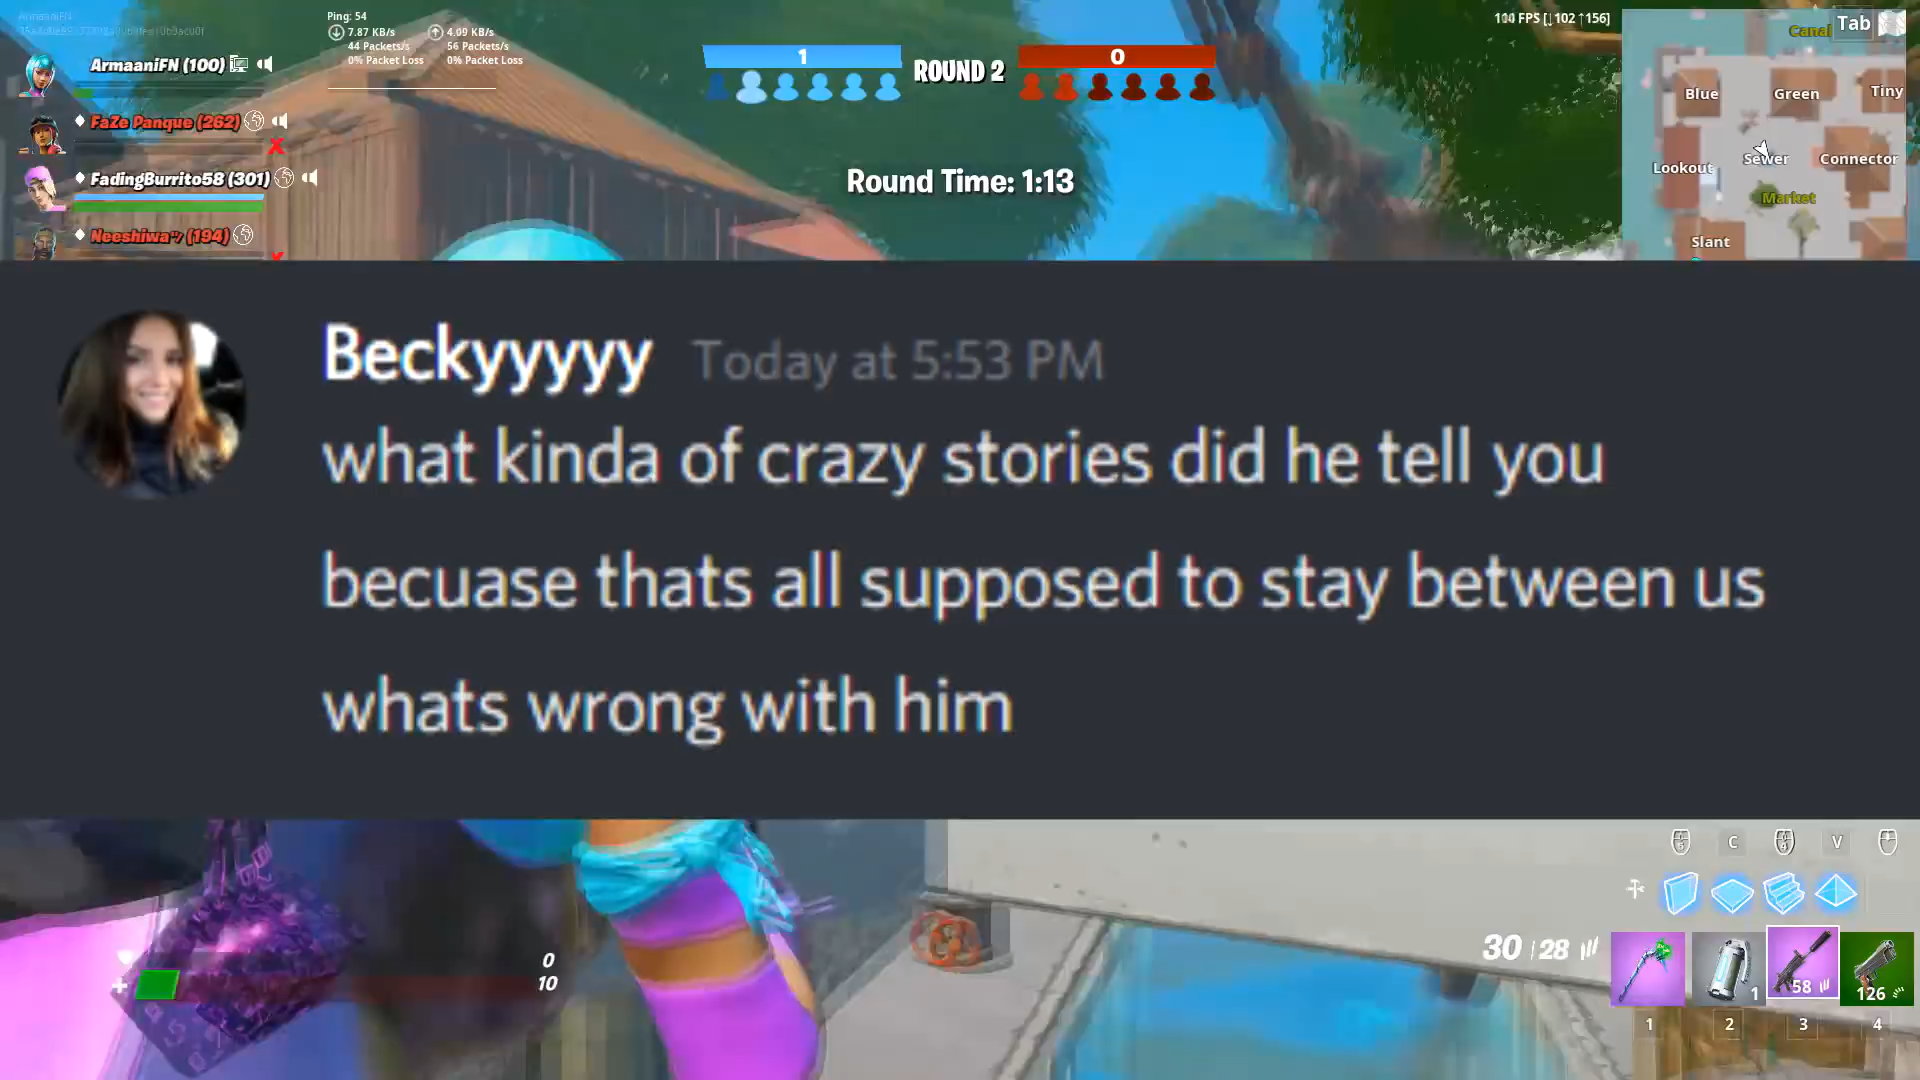 ArmaaniFN
Ping: 54
7.87 KB/s 4.09 KB/s
44 Packets/s 56 Packets/s
0% Packet Loss 0% Packet Loss
ArmaaniFN (100)
FaZe Panque (262)
FadingBurrito58 (301)
Neeshiwa (194)
1 ROUND 2 0
Round Time: 1:13
[↓102 ↑156]
Canal Tab
Blue Green Tiny
Lookout Sewer Connector
Market
Slant
Beckyyyyy Today at 5:53 PM
what kinda of crazy stories did he tell you
becuase thats all supposed to stay between us
whats wrong with him
C V
0
10
30 | 28
1 58 126
1 2 3 4